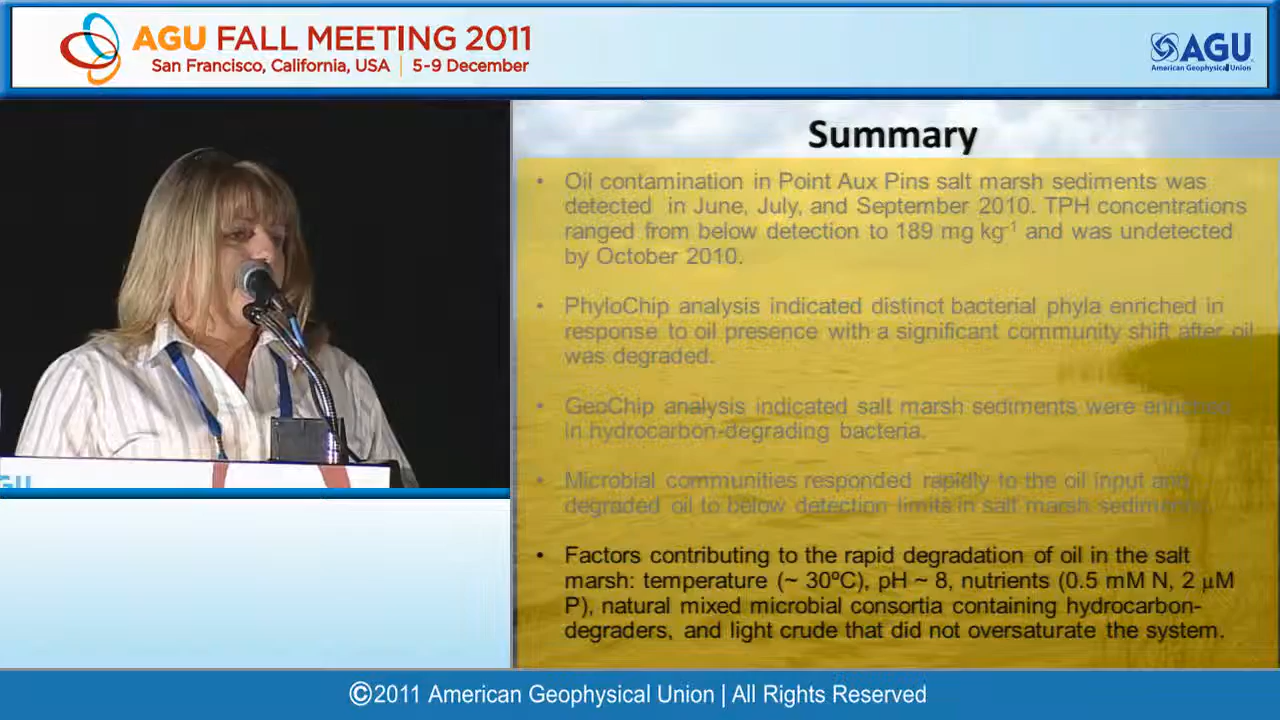 AGU FALL MEETING 2011
San Francisco, California, USA | 5-9 December
AGU
American Geophysical Union
Summary
• Oil contamination in Point Aux Pins salt marsh sediments was
detected in June, July, and September 2010. TPH concentrations
ranged from below detection to 189 mg kg-1 and was undetected
by October 2010.
• PhyloChip analysis indicated distinct bacterial phyla enriched in
response to oil presence with a significant community shift after oil
was degraded.
• GeoChip analysis indicated salt marsh sediments were enriched
in hydrocarbon-degrading bacteria.
• Microbial communities responded rapidly to the oil input and
degraded oil to below detection limits in salt marsh sediments.
• Factors contributing to the rapid degradation of oil in the salt
marsh: temperature (~ 30ºC), pH ~ 8, nutrients (0.5 mM N, 2 µM
P), natural mixed microbial consortia containing hydrocarbon-
degraders, and light crude that did not oversaturate the system.
GU
©2011 American Geophysical Union | All Rights Reserved